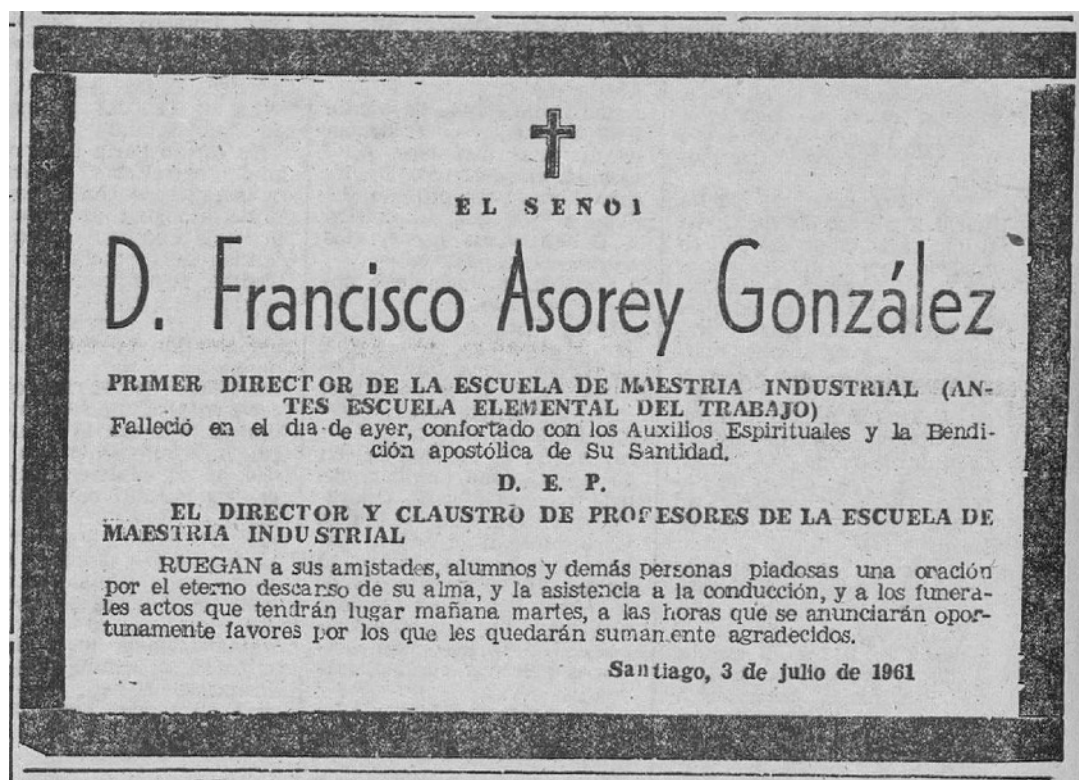 EL SEÑOI
D. Francisco Asorey González
PRIMER DIRECTOR DE LA ESCUELA DE MAESTRIA INDUSTRIAL (AN-
TES ESCUELA ELEMENTAL DEL TRABAJO)
Falleció en el dia de ayer, confortado con los Auxilios Espirituales y la Bendi-
ción apostólica de Su Santidad.
D. E. P.
EL DIRECTOR Y CLAUSTRO DE PROFESORES DE LA ESCUELA DE
MAESTRIA INDUSTRIAL
RUEGAN a sus amistades, alumnos y demás personas piadosas una oración
por el eterno descanso de su alma, y la asistencia a la conducción, y a los funera-
les actos que tendrán lugar mañana martes, a las horas que se anunciarán opor-
tunamente favores por los que les quedarán sumamente agradecidos.
Santiago, 3 de julio de 1961